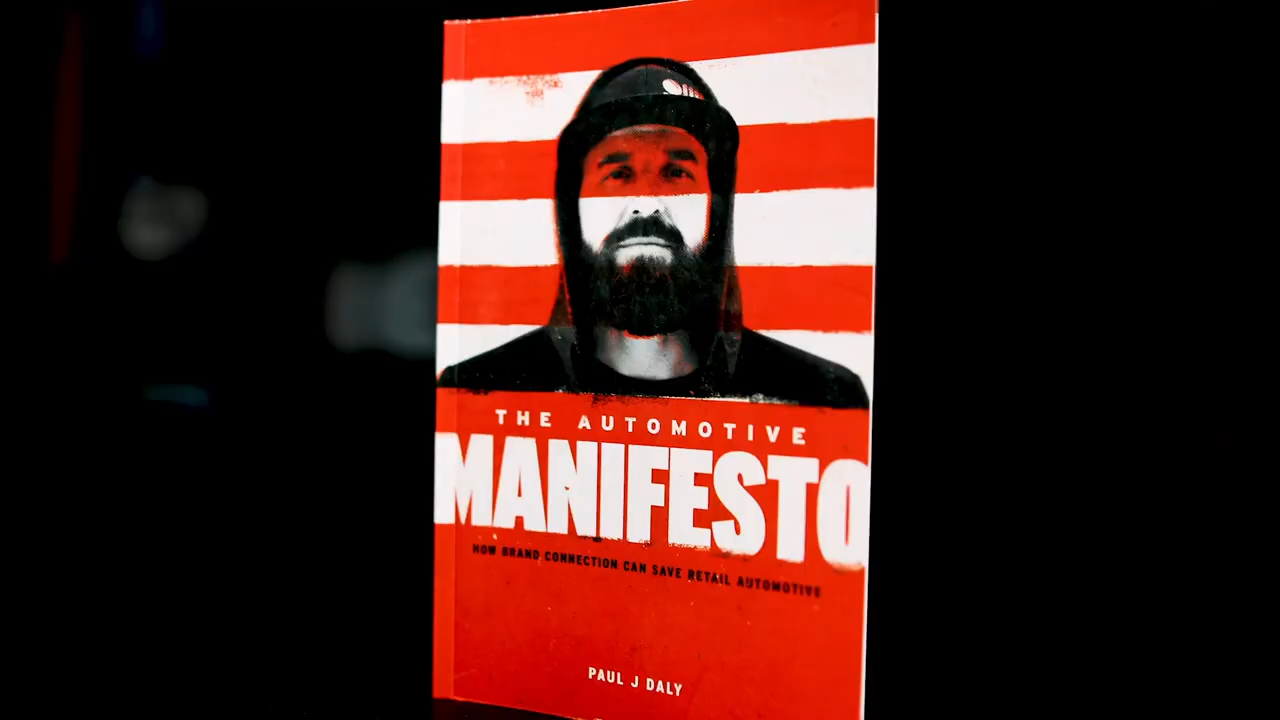 THE AUTOMOTIVE
MANIFESTO
HOW BRAND CONNECTION CAN SAVE RETAIL AUTOMOTIVE
PAUL J DALY